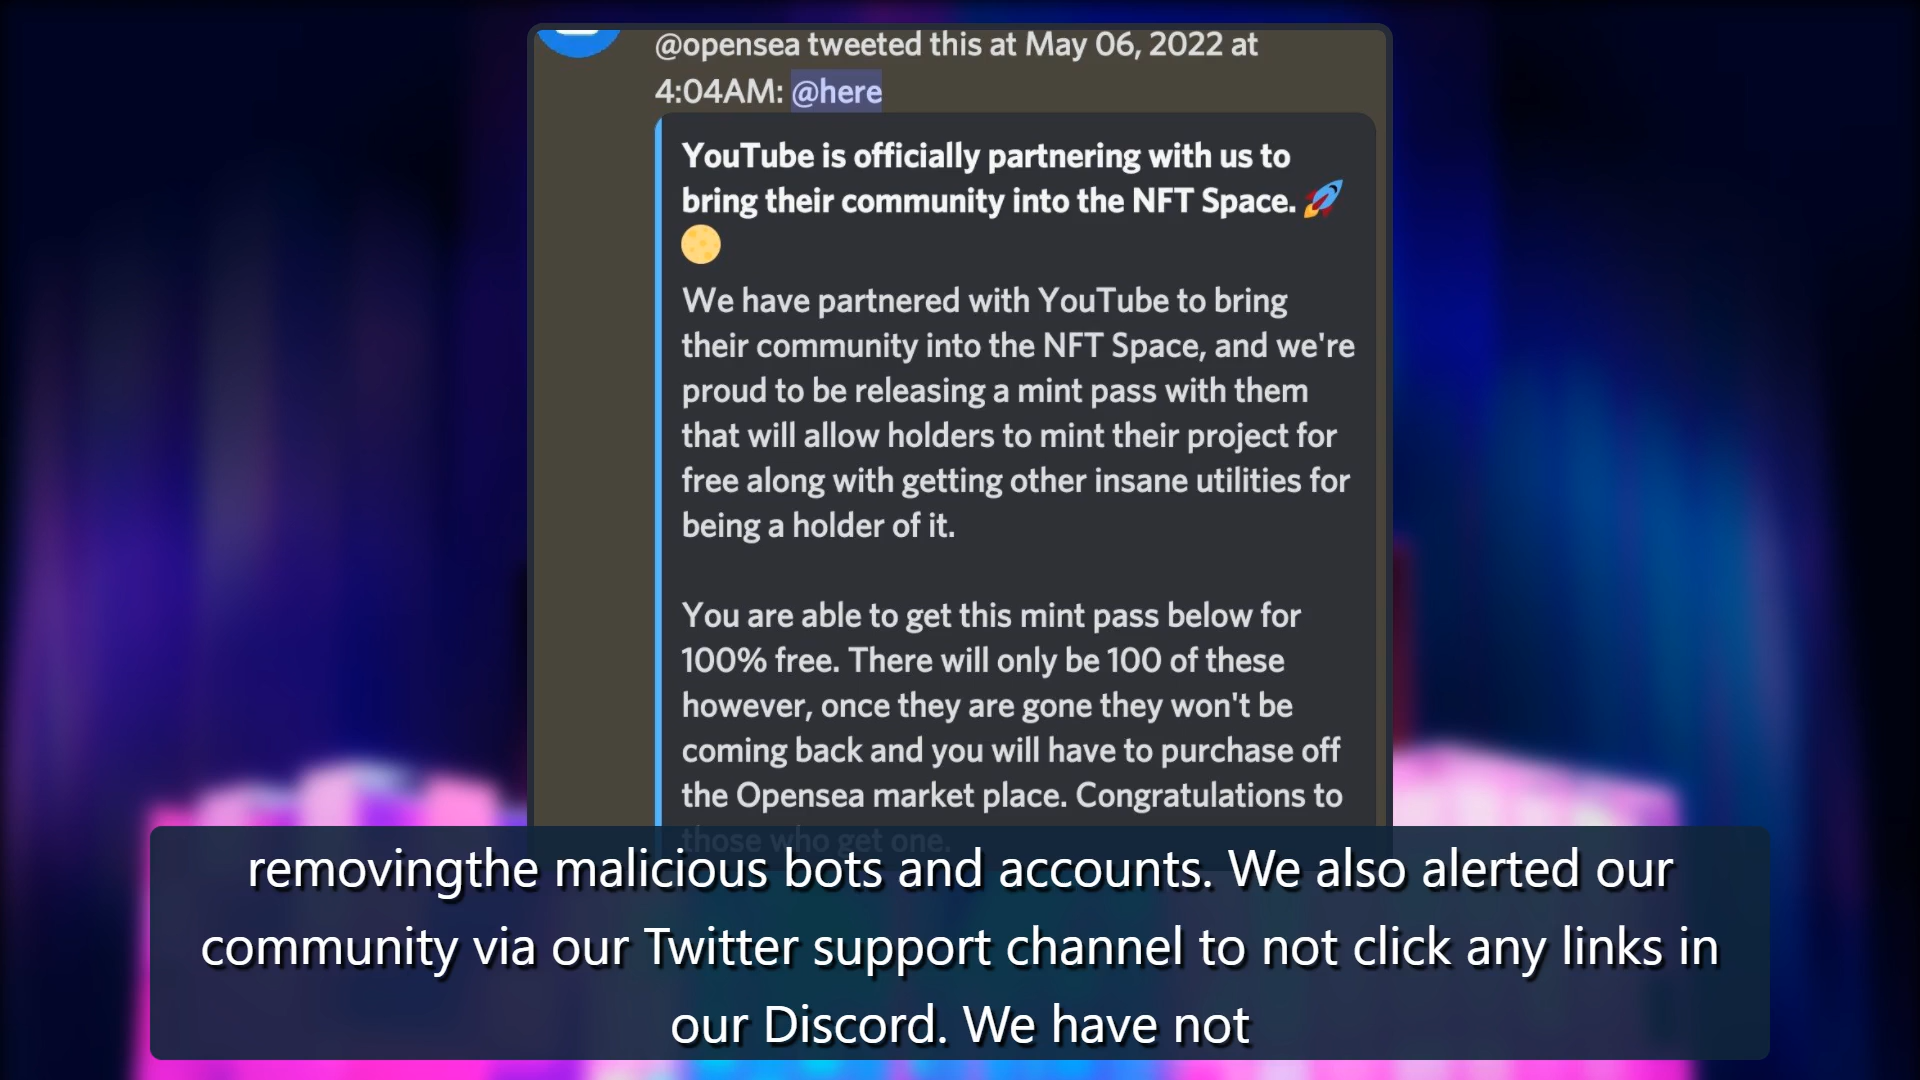 @opensea tweeted this at May 06, 2022 at
4:04AM: @here
YouTube is officially partnering with us to
bring their community into the NFT Space. 🚀
🌕
We have partnered with YouTube to bring
their community into the NFT Space, and we're
proud to be releasing a mint pass with them
that will allow holders to mint their project for
free along with getting other insane utilities for
being a holder of it.
You are able to get this mint pass below for
100% free. There will only be 100 of these
however, once they are gone they won't be
coming back and you will have to purchase off
the Opensea market place. Congratulations to
those who get one.
removingthe malicious bots and accounts. We also alerted our
community via our Twitter support channel to not click any links in
our Discord. We have not